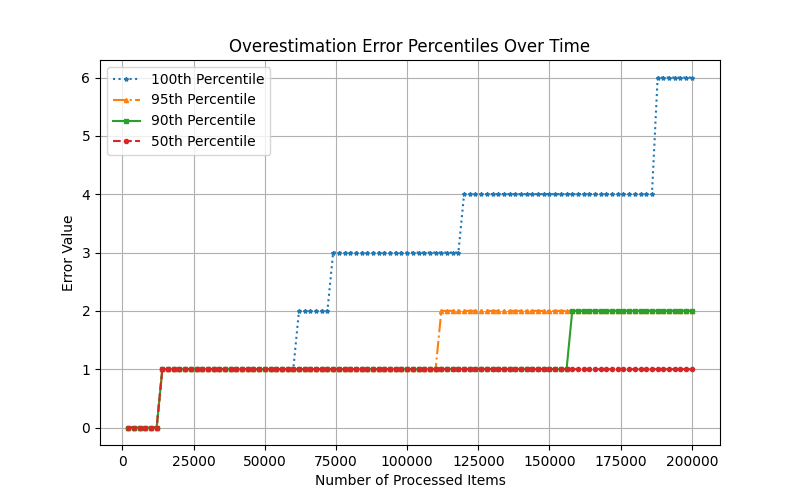 Overestimation Error Percentiles Over Time
100th Percentile
95th Percentile
90th Percentile
50th Percentile
Error Value
6
5
4
3
2
1
0
0 25000 50000 75000 100000 125000 150000 175000 200000
Number of Processed Items